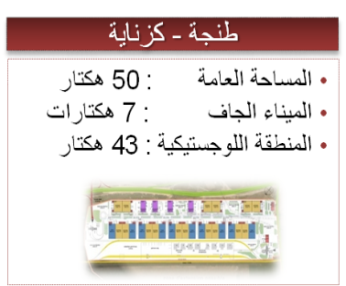 طنجة - كزناية
• المساحة العامة : 50 هكتار
• الميناء الجاف : 7 هكتارات
• المنطقة اللوجستيكية : 43 هكتار